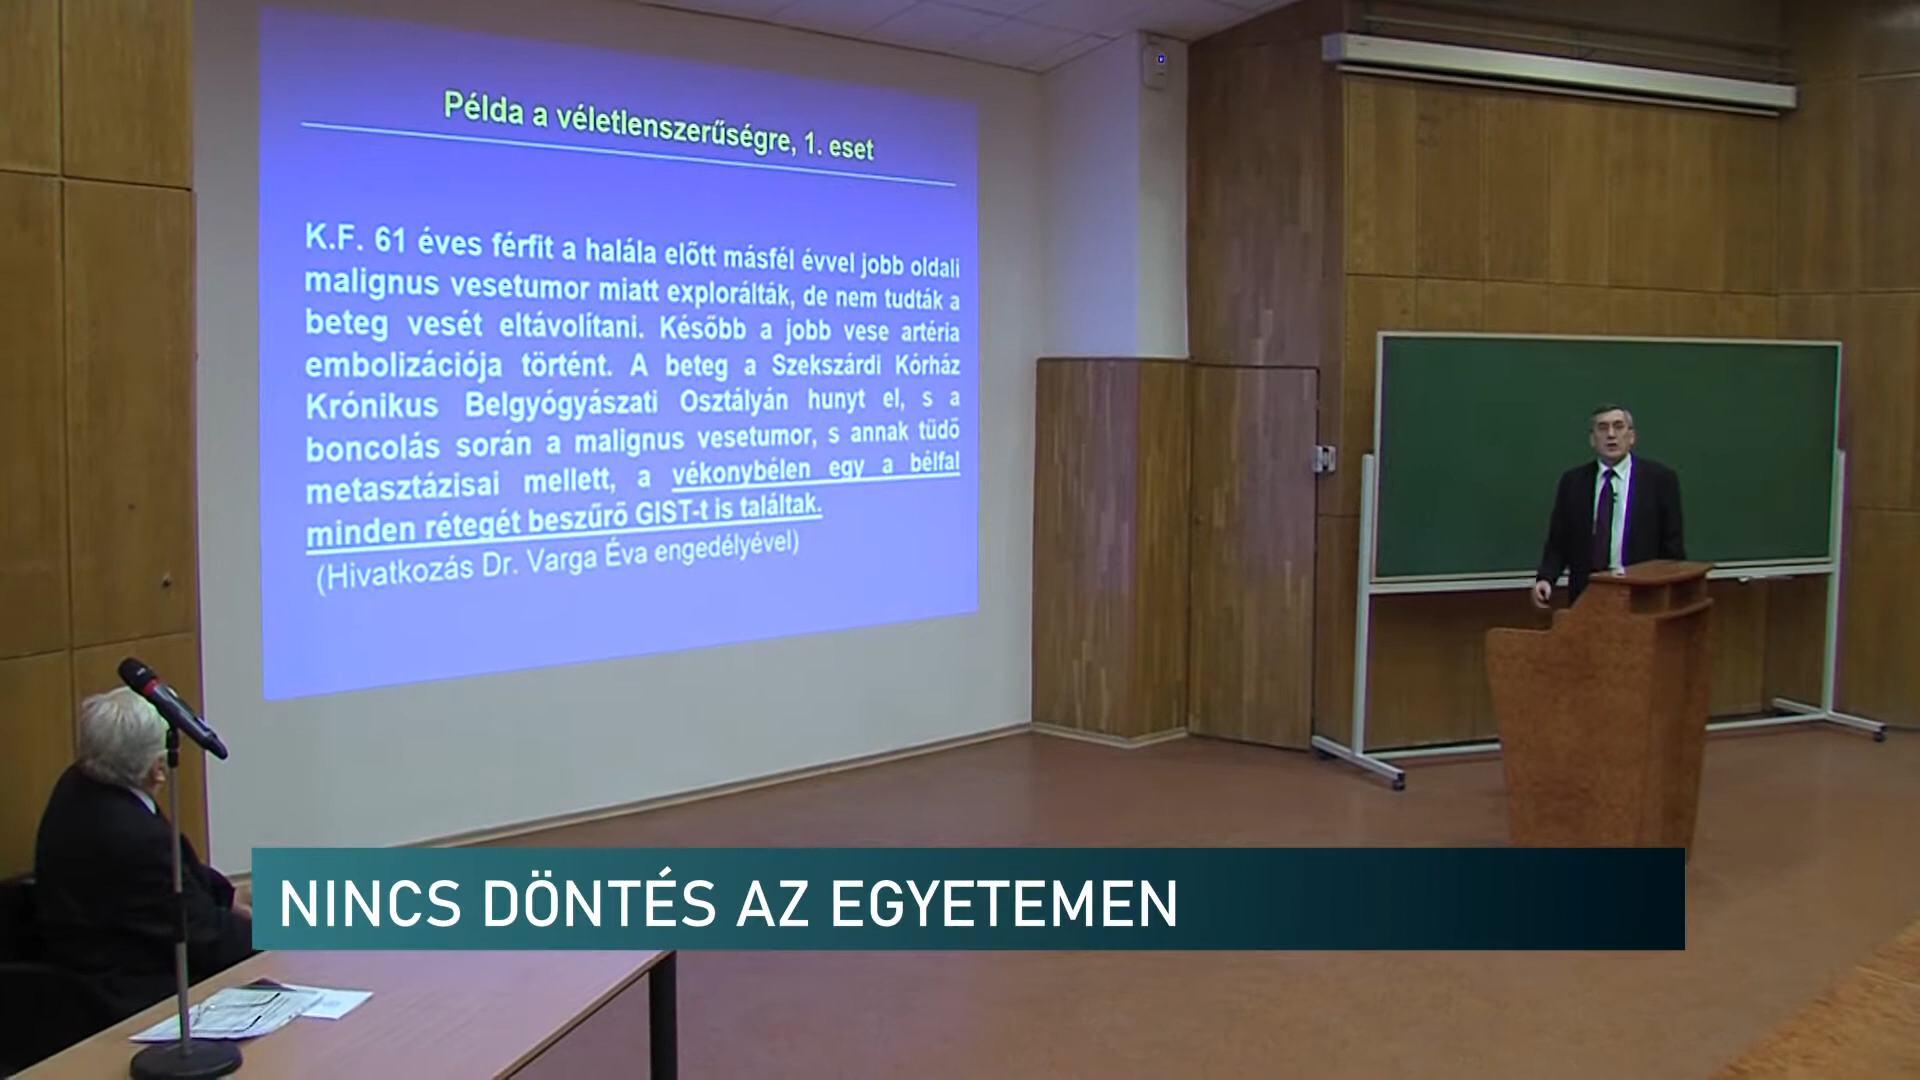 Példa a véletlenszerűségre, 1. eset
K.F. 61 éves férfit a halála előtt másfél évvel jobb oldali
malignus vesetumor miatt explorálták, de nem tudták a
beteg vesét eltávolítani. Később a jobb vese artéria
embolizációja történt. A beteg a Szekszárdi Kórház
Krónikus Belgyógyászati Osztályán hunyt el, s a
boncolás során a malignus vesetumor, s annak tüdő
metasztázisai mellett, a vékonybélen egy a bélfal
minden rétegét beszűrő GIST-t is találtak.
(Hivatkozás Dr. Varga Éva engedélyével)
NINCS DÖNTÉS AZ EGYETEMEN